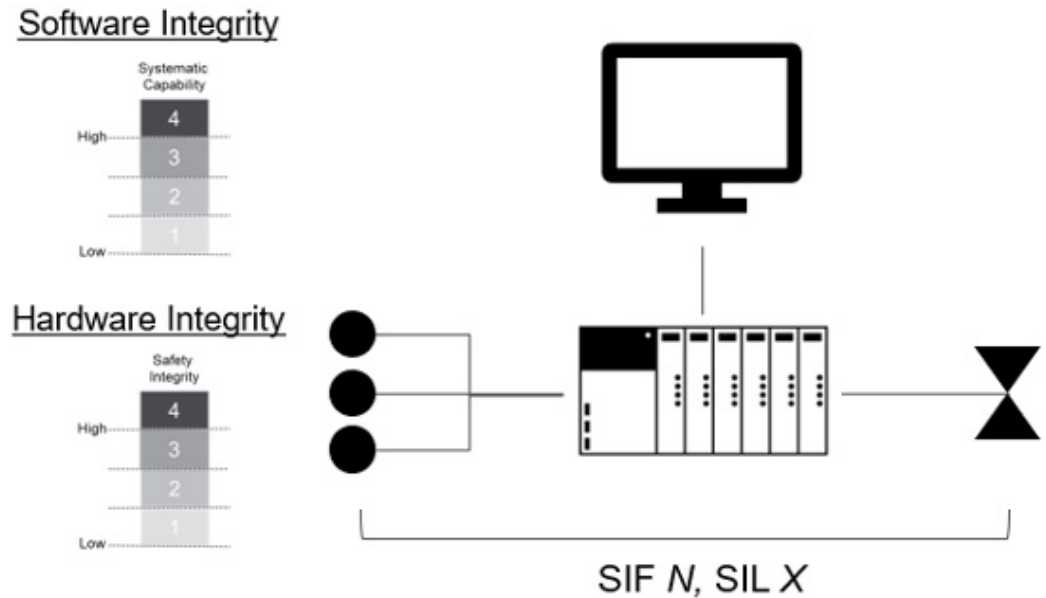 Software Integrity
Systematic
Capability
4
High
3
2
1
Low
Hardware Integrity
Safety
Integrity
4
High
3
2
1
Low
SIF N, SIL X